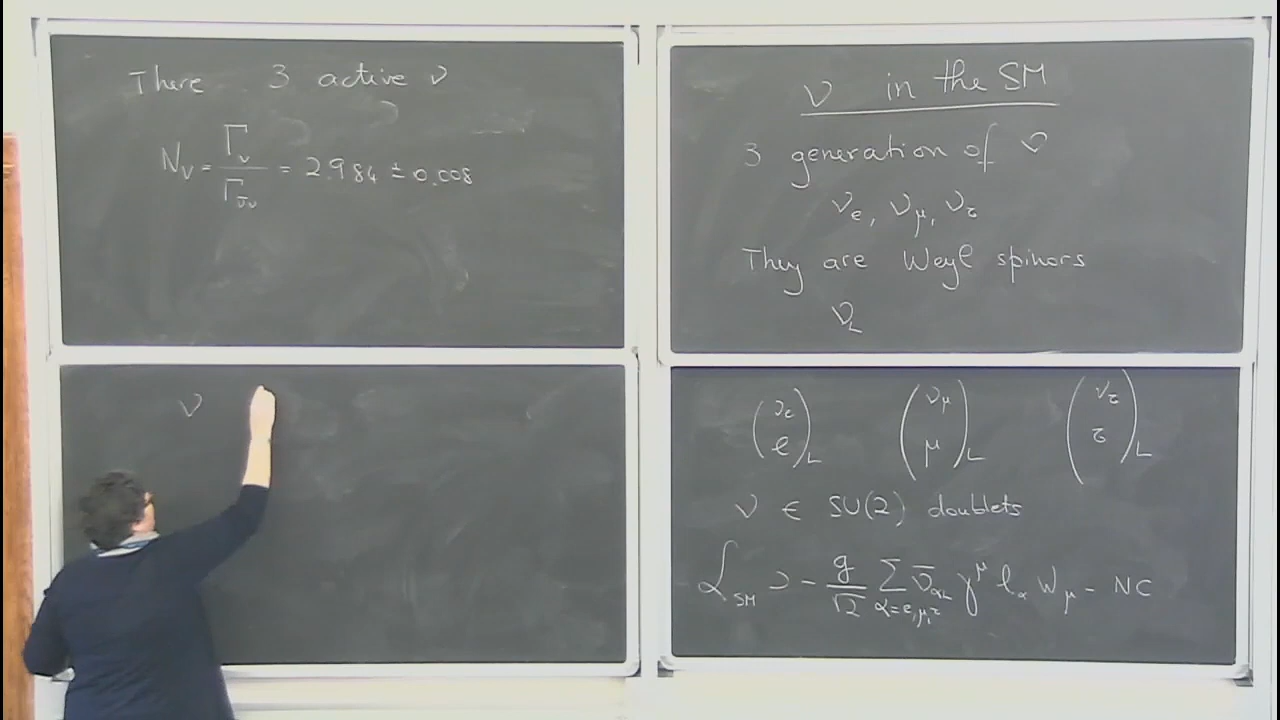 There 3 active ν
N_ν = Γ_ν / Γ_ν̄ν = 2.984 ± 0.008
ν
ν in the SM
3 generation of ν
ν_e, ν_μ, ν_τ
They are Weyl spinors
ν_L
(ν_e e)_L (ν_μ μ)_L (ν_τ τ)_L
ν ∈ SU(2) doublets
ℒ_SM ⊃ - g/√2 ∑_{α=e,μ,τ} ν̄_{αL} γ^μ ℓ_α W_μ - NC